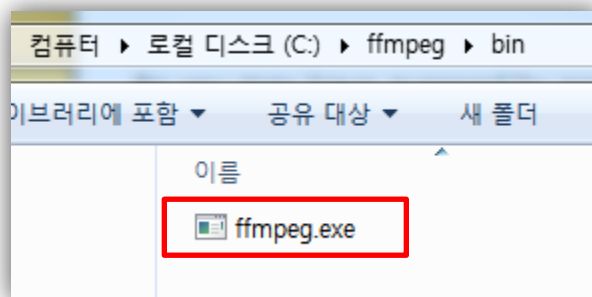 컴퓨터 ▸ 로컬 디스크 (C:) ▸ ffmpeg ▸ bin
이브러리에 포함 ▼ 공유 대상 ▼ 새 폴더
이름
ffmpeg.exe